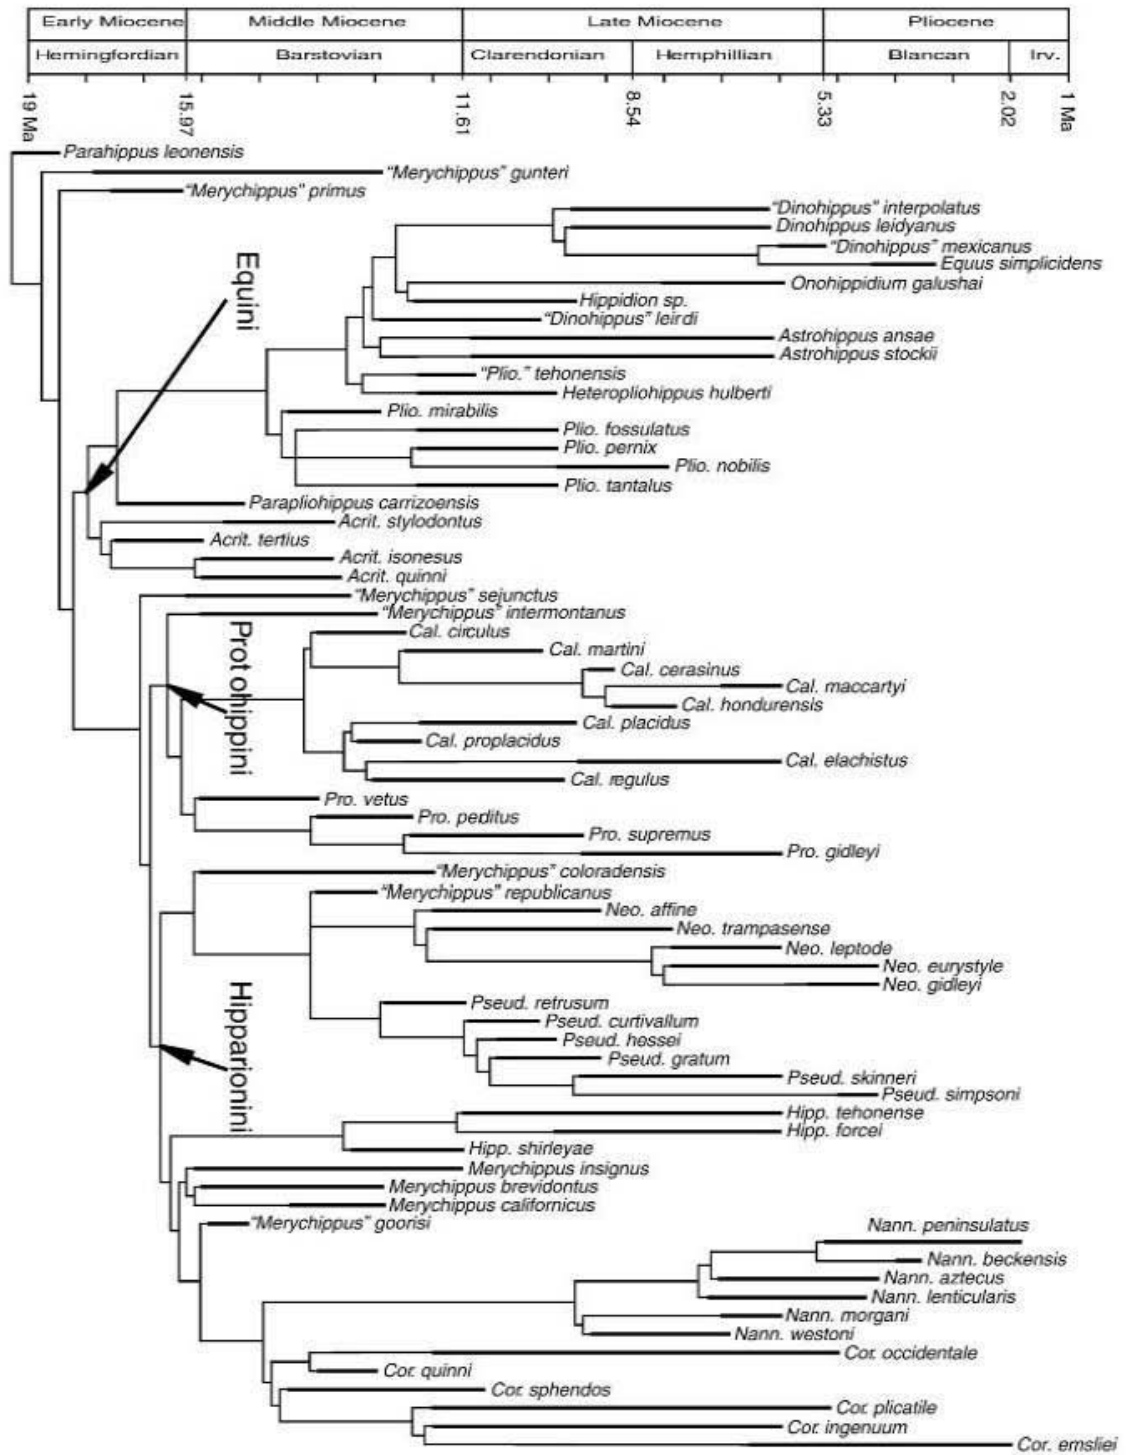 Early Miocene Middle Miocene Late Miocene Pliocene
Hemingfordian Barstovian Clarendonian Hemphillian Blancan Irv.
19 Ma 15.97 11.61 8.54 5.33 2.02 1 Ma
Parahippus leonensis
“Merychippus” gunteri
“Merychippus” primus
“Dinohippus” interpolatus
Dinohippus leidyanus
“Dinohippus” mexicanus
Equus simplicidens
Equini
Onohippidium galushai
Hippidion sp.
“Dinohippus” leirdi
Astrohippus ansae
Astrohippus stockii
“Plio.” tehonensis
Heteropliohippus hulberti
Plio. mirabilis
Plio. fossulatus
Plio. pernix
Plio. nobilis
Plio. tantalus
Parapliohippus carrizoensis
Acrit. stylodontus
Acrit. tertius
Acrit. isonesus
Acrit. quinni
“Merychippus” sejunctus
“Merychippus” intermontanus
Protohippini
Cal. circulus
Cal. martini
Cal. cerasinus
Cal. maccartyi
Cal. hondurensis
Cal. placidus
Cal. proplacidus
Cal. elachistus
Cal. regulus
Pro. vetus
Pro. perditus
Pro. supremus
Pro. gidleyi
“Merychippus” coloradensis
“Merychippus” republicanus
Neo. affine
Neo. trampasense
Neo. leptode
Neo. eurystyle
Neo. gidleyi
Hipparionini
Pseud. retrusum
Pseud. curtivallum
Pseud. hessei
Pseud. gratum
Pseud. skinneri
Pseud. simpsoni
Hipp. tehonense
Hipp. forcei
Hipp. shirleyae
Merychippus insignus
Merychippus brevidontus
Merychippus californicus
“Merychippus” goorisi
Nann. peninsulatus
Nann. beckensis
Nann. aztecus
Nann. lenticularis
Nann. morgani
Nann. westoni
Cor. occidentale
Cor. quinni
Cor. sphendos
Cor. plicatile
Cor. ingenuum
Cor. emsliei